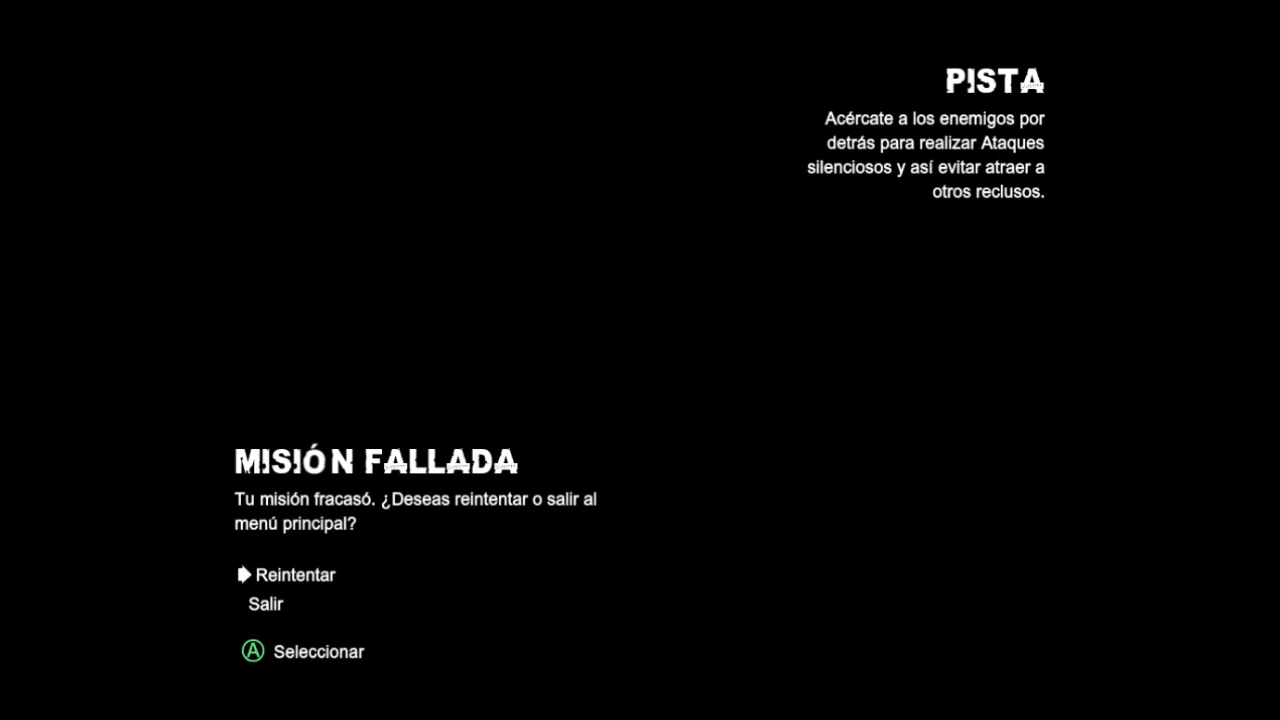 PISTA
Acércate a los enemigos por
detrás para realizar Ataques
silenciosos y así evitar atraer a
otros reclusos.
MISIÓN FALLADA
Tu misión fracasó. ¿Deseas reintentar o salir al
menú principal?
Reintentar
Salir
A Seleccionar